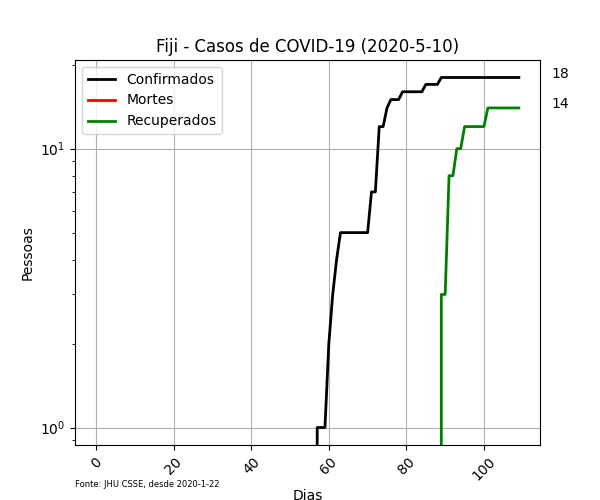 Fiji - Casos de COVID-19 (2020-5-10)
Confirmados
Mortes
Recuperados
18
14
10^1
10^0
Pessoas
0
20
40
60
80
100
Dias
Fonte: JHU CSSE, desde 2020-1-22